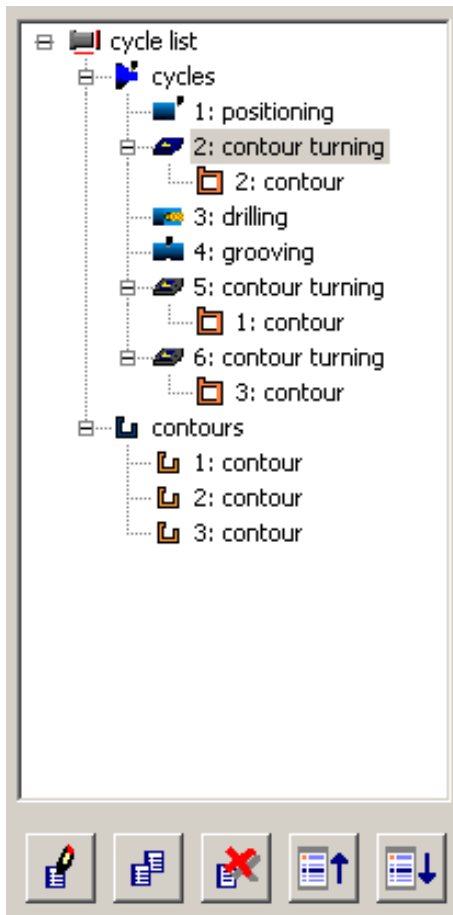 cycle list
cycles
1: positioning
2: contour turning
2: contour
3: drilling
4: grooving
5: contour turning
1: contour
6: contour turning
3: contour
contours
1: contour
2: contour
3: contour